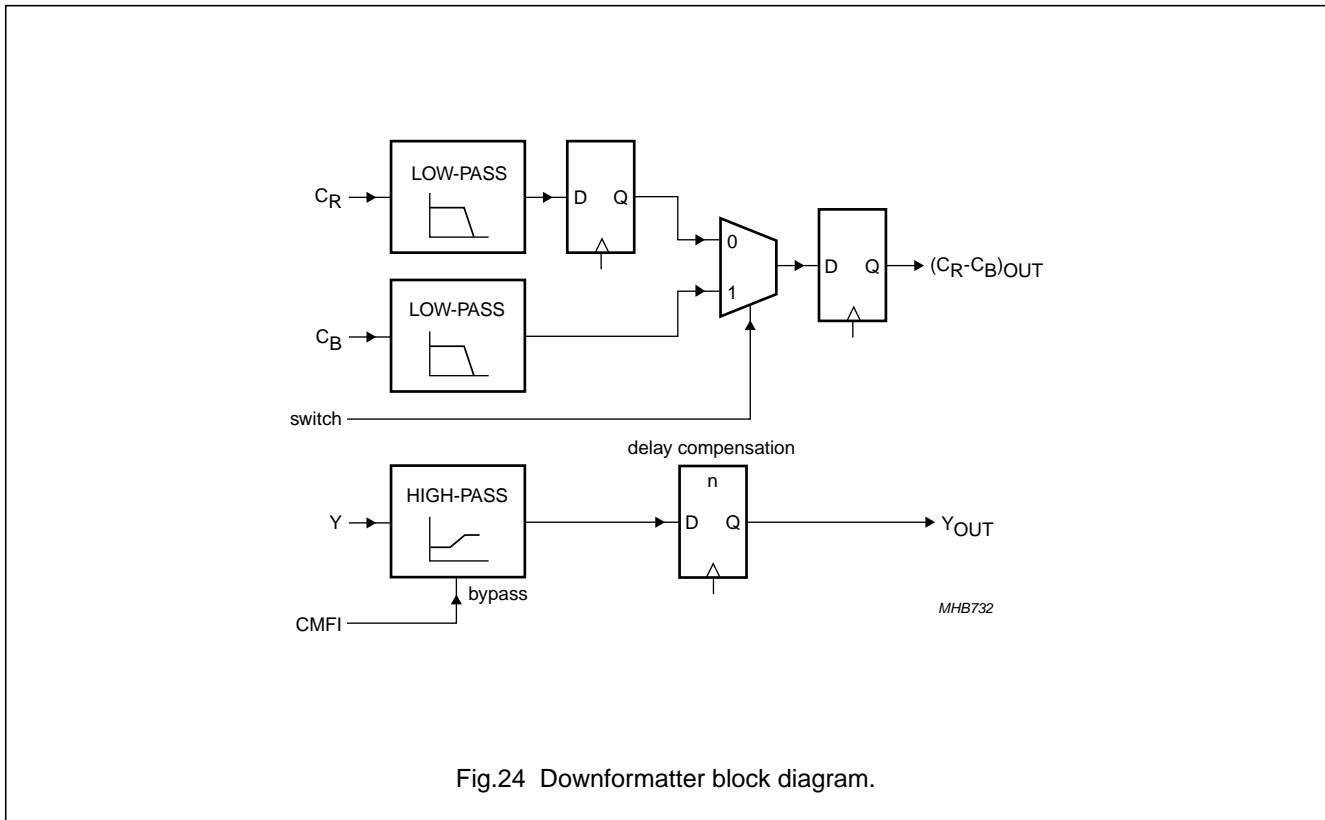 LOW-PASS
C_R
D Q
0
D Q
(C_R-C_B)_OUT
1
LOW-PASS
C_B
switch
delay compensation
n
HIGH-PASS
Y
D Q
Y_OUT
bypass
CMFI
MHB732
Fig.24 Downformatter block diagram.